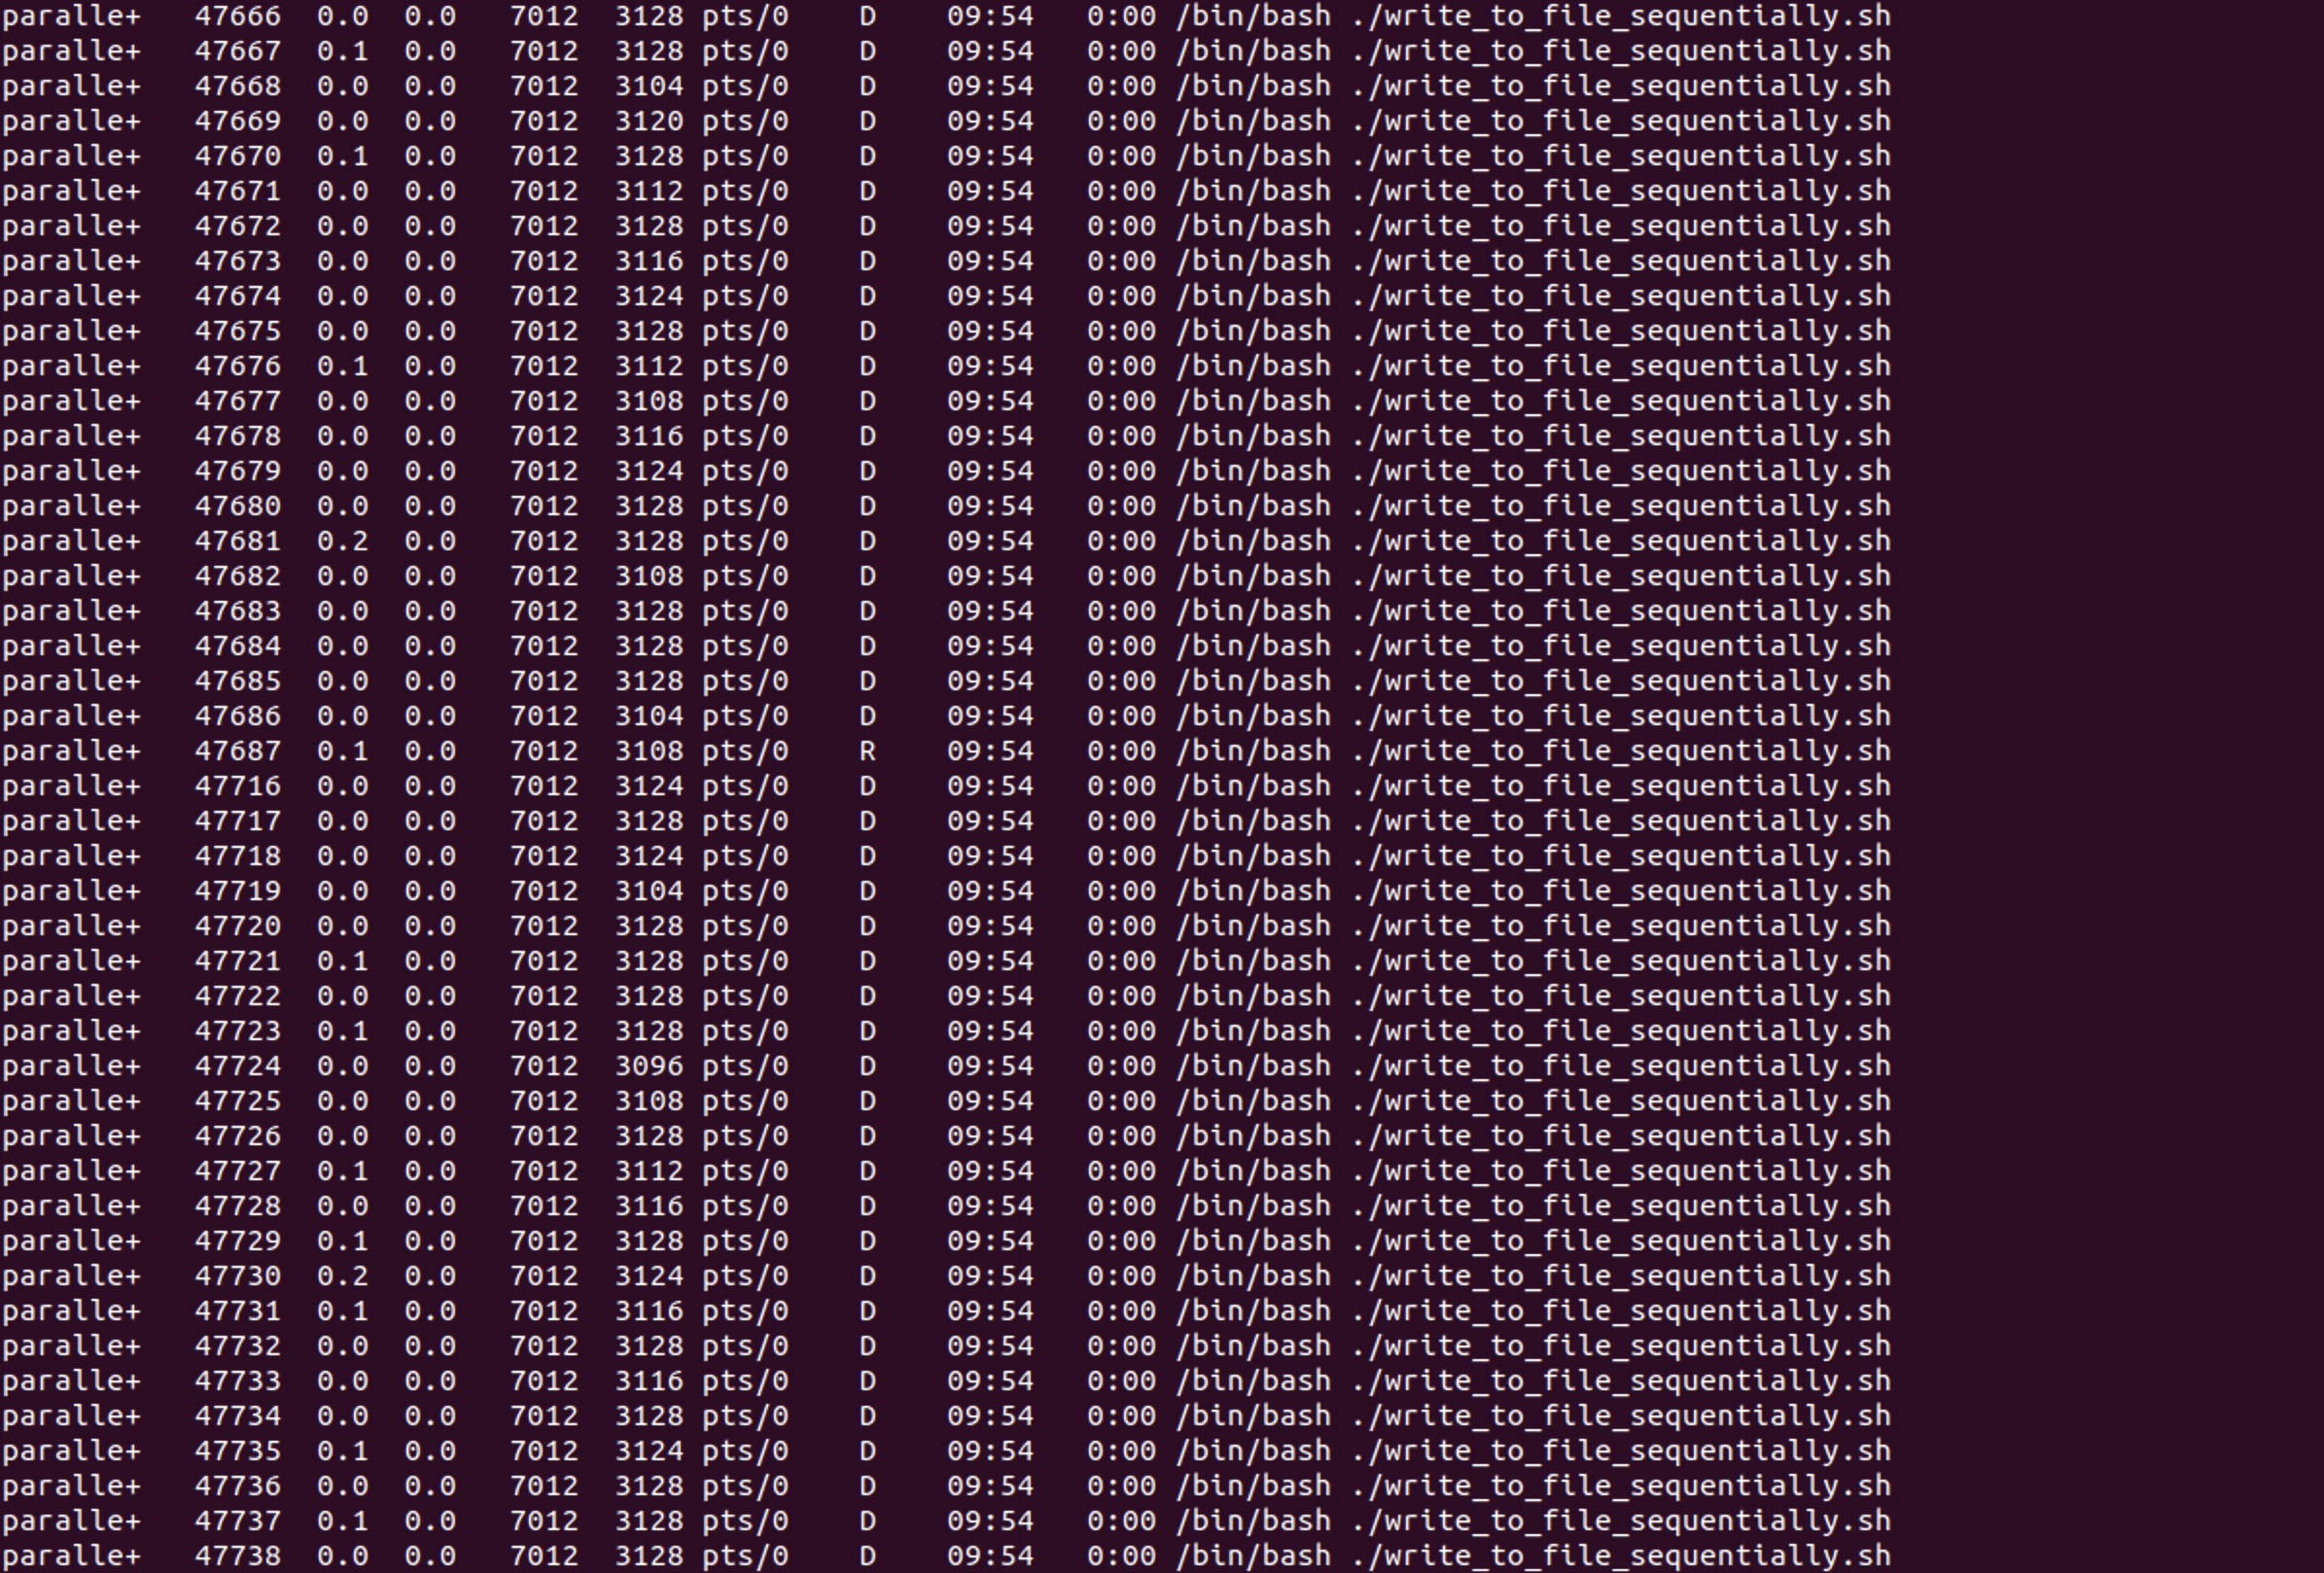 paralle+   47666  0.0  0.0   7012  3128 pts/0    D    09:54   0:00 /bin/bash ./write_to_file_sequentially.sh
paralle+   47667  0.1  0.0   7012  3128 pts/0    D    09:54   0:00 /bin/bash ./write_to_file_sequentially.sh
paralle+   47668  0.0  0.0   7012  3104 pts/0    D    09:54   0:00 /bin/bash ./write_to_file_sequentially.sh
paralle+   47669  0.0  0.0   7012  3120 pts/0    D    09:54   0:00 /bin/bash ./write_to_file_sequentially.sh
paralle+   47670  0.1  0.0   7012  3128 pts/0    D    09:54   0:00 /bin/bash ./write_to_file_sequentially.sh
paralle+   47671  0.0  0.0   7012  3112 pts/0    D    09:54   0:00 /bin/bash ./write_to_file_sequentially.sh
paralle+   47672  0.0  0.0   7012  3128 pts/0    D    09:54   0:00 /bin/bash ./write_to_file_sequentially.sh
paralle+   47673  0.0  0.0   7012  3116 pts/0    D    09:54   0:00 /bin/bash ./write_to_file_sequentially.sh
paralle+   47674  0.0  0.0   7012  3124 pts/0    D    09:54   0:00 /bin/bash ./write_to_file_sequentially.sh
paralle+   47675  0.0  0.0   7012  3128 pts/0    D    09:54   0:00 /bin/bash ./write_to_file_sequentially.sh
paralle+   47676  0.1  0.0   7012  3112 pts/0    D    09:54   0:00 /bin/bash ./write_to_file_sequentially.sh
paralle+   47677  0.0  0.0   7012  3108 pts/0    D    09:54   0:00 /bin/bash ./write_to_file_sequentially.sh
paralle+   47678  0.0  0.0   7012  3116 pts/0    D    09:54   0:00 /bin/bash ./write_to_file_sequentially.sh
paralle+   47679  0.0  0.0   7012  3124 pts/0    D    09:54   0:00 /bin/bash ./write_to_file_sequentially.sh
paralle+   47680  0.0  0.0   7012  3128 pts/0    D    09:54   0:00 /bin/bash ./write_to_file_sequentially.sh
paralle+   47681  0.2  0.0   7012  3128 pts/0    D    09:54   0:00 /bin/bash ./write_to_file_sequentially.sh
paralle+   47682  0.0  0.0   7012  3108 pts/0    D    09:54   0:00 /bin/bash ./write_to_file_sequentially.sh
paralle+   47683  0.0  0.0   7012  3128 pts/0    D    09:54   0:00 /bin/bash ./write_to_file_sequentially.sh
paralle+   47684  0.0  0.0   7012  3128 pts/0    D    09:54   0:00 /bin/bash ./write_to_file_sequentially.sh
paralle+   47685  0.0  0.0   7012  3128 pts/0    D    09:54   0:00 /bin/bash ./write_to_file_sequentially.sh
paralle+   47686  0.0  0.0   7012  3104 pts/0    D    09:54   0:00 /bin/bash ./write_to_file_sequentially.sh
paralle+   47687  0.1  0.0   7012  3108 pts/0    R    09:54   0:00 /bin/bash ./write_to_file_sequentially.sh
paralle+   47716  0.0  0.0   7012  3124 pts/0    D    09:54   0:00 /bin/bash ./write_to_file_sequentially.sh
paralle+   47717  0.0  0.0   7012  3128 pts/0    D    09:54   0:00 /bin/bash ./write_to_file_sequentially.sh
paralle+   47718  0.0  0.0   7012  3124 pts/0    D    09:54   0:00 /bin/bash ./write_to_file_sequentially.sh
paralle+   47719  0.0  0.0   7012  3104 pts/0    D    09:54   0:00 /bin/bash ./write_to_file_sequentially.sh
paralle+   47720  0.0  0.0   7012  3128 pts/0    D    09:54   0:00 /bin/bash ./write_to_file_sequentially.sh
paralle+   47721  0.1  0.0   7012  3128 pts/0    D    09:54   0:00 /bin/bash ./write_to_file_sequentially.sh
paralle+   47722  0.0  0.0   7012  3128 pts/0    D    09:54   0:00 /bin/bash ./write_to_file_sequentially.sh
paralle+   47723  0.1  0.0   7012  3128 pts/0    D    09:54   0:00 /bin/bash ./write_to_file_sequentially.sh
paralle+   47724  0.0  0.0   7012  3096 pts/0    D    09:54   0:00 /bin/bash ./write_to_file_sequentially.sh
paralle+   47725  0.0  0.0   7012  3108 pts/0    D    09:54   0:00 /bin/bash ./write_to_file_sequentially.sh
paralle+   47726  0.0  0.0   7012  3128 pts/0    D    09:54   0:00 /bin/bash ./write_to_file_sequentially.sh
paralle+   47727  0.1  0.0   7012  3112 pts/0    D    09:54   0:00 /bin/bash ./write_to_file_sequentially.sh
paralle+   47728  0.0  0.0   7012  3116 pts/0    D    09:54   0:00 /bin/bash ./write_to_file_sequentially.sh
paralle+   47729  0.1  0.0   7012  3128 pts/0    D    09:54   0:00 /bin/bash ./write_to_file_sequentially.sh
paralle+   47730  0.2  0.0   7012  3124 pts/0    D    09:54   0:00 /bin/bash ./write_to_file_sequentially.sh
paralle+   47731  0.1  0.0   7012  3116 pts/0    D    09:54   0:00 /bin/bash ./write_to_file_sequentially.sh
paralle+   47732  0.0  0.0   7012  3128 pts/0    D    09:54   0:00 /bin/bash ./write_to_file_sequentially.sh
paralle+   47733  0.0  0.0   7012  3116 pts/0    D    09:54   0:00 /bin/bash ./write_to_file_sequentially.sh
paralle+   47734  0.0  0.0   7012  3128 pts/0    D    09:54   0:00 /bin/bash ./write_to_file_sequentially.sh
paralle+   47735  0.1  0.0   7012  3124 pts/0    D    09:54   0:00 /bin/bash ./write_to_file_sequentially.sh
paralle+   47736  0.0  0.0   7012  3128 pts/0    D    09:54   0:00 /bin/bash ./write_to_file_sequentially.sh
paralle+   47737  0.1  0.0   7012  3128 pts/0    D    09:54   0:00 /bin/bash ./write_to_file_sequentially.sh
paralle+   47738  0.0  0.0   7012  3128 pts/0    D    09:54   0:00 /bin/bash ./write_to_file_sequentially.sh